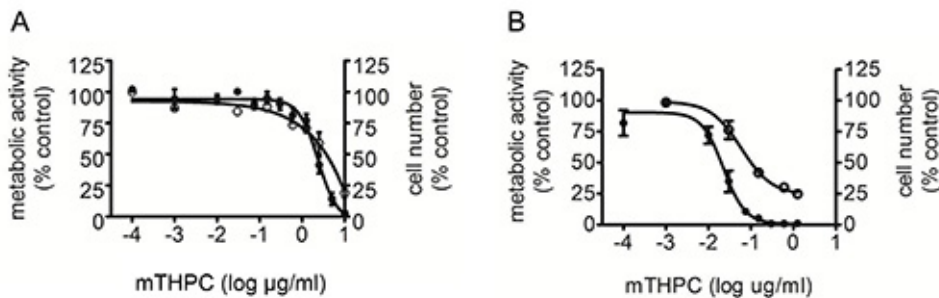 A
metabolic activity
(% control)
125
100
75
50
25
0
125
100
75
50
25
0
cell number
(% control)
-4 -3 -2 -1 0 1
mTHPC (log µg/ml)
B
metabolic activity
(% control)
125
100
75
50
25
0
125
100
75
50
25
0
cell number
(% control)
-4 -3 -2 -1 0 1
mTHPC (log ug/ml)